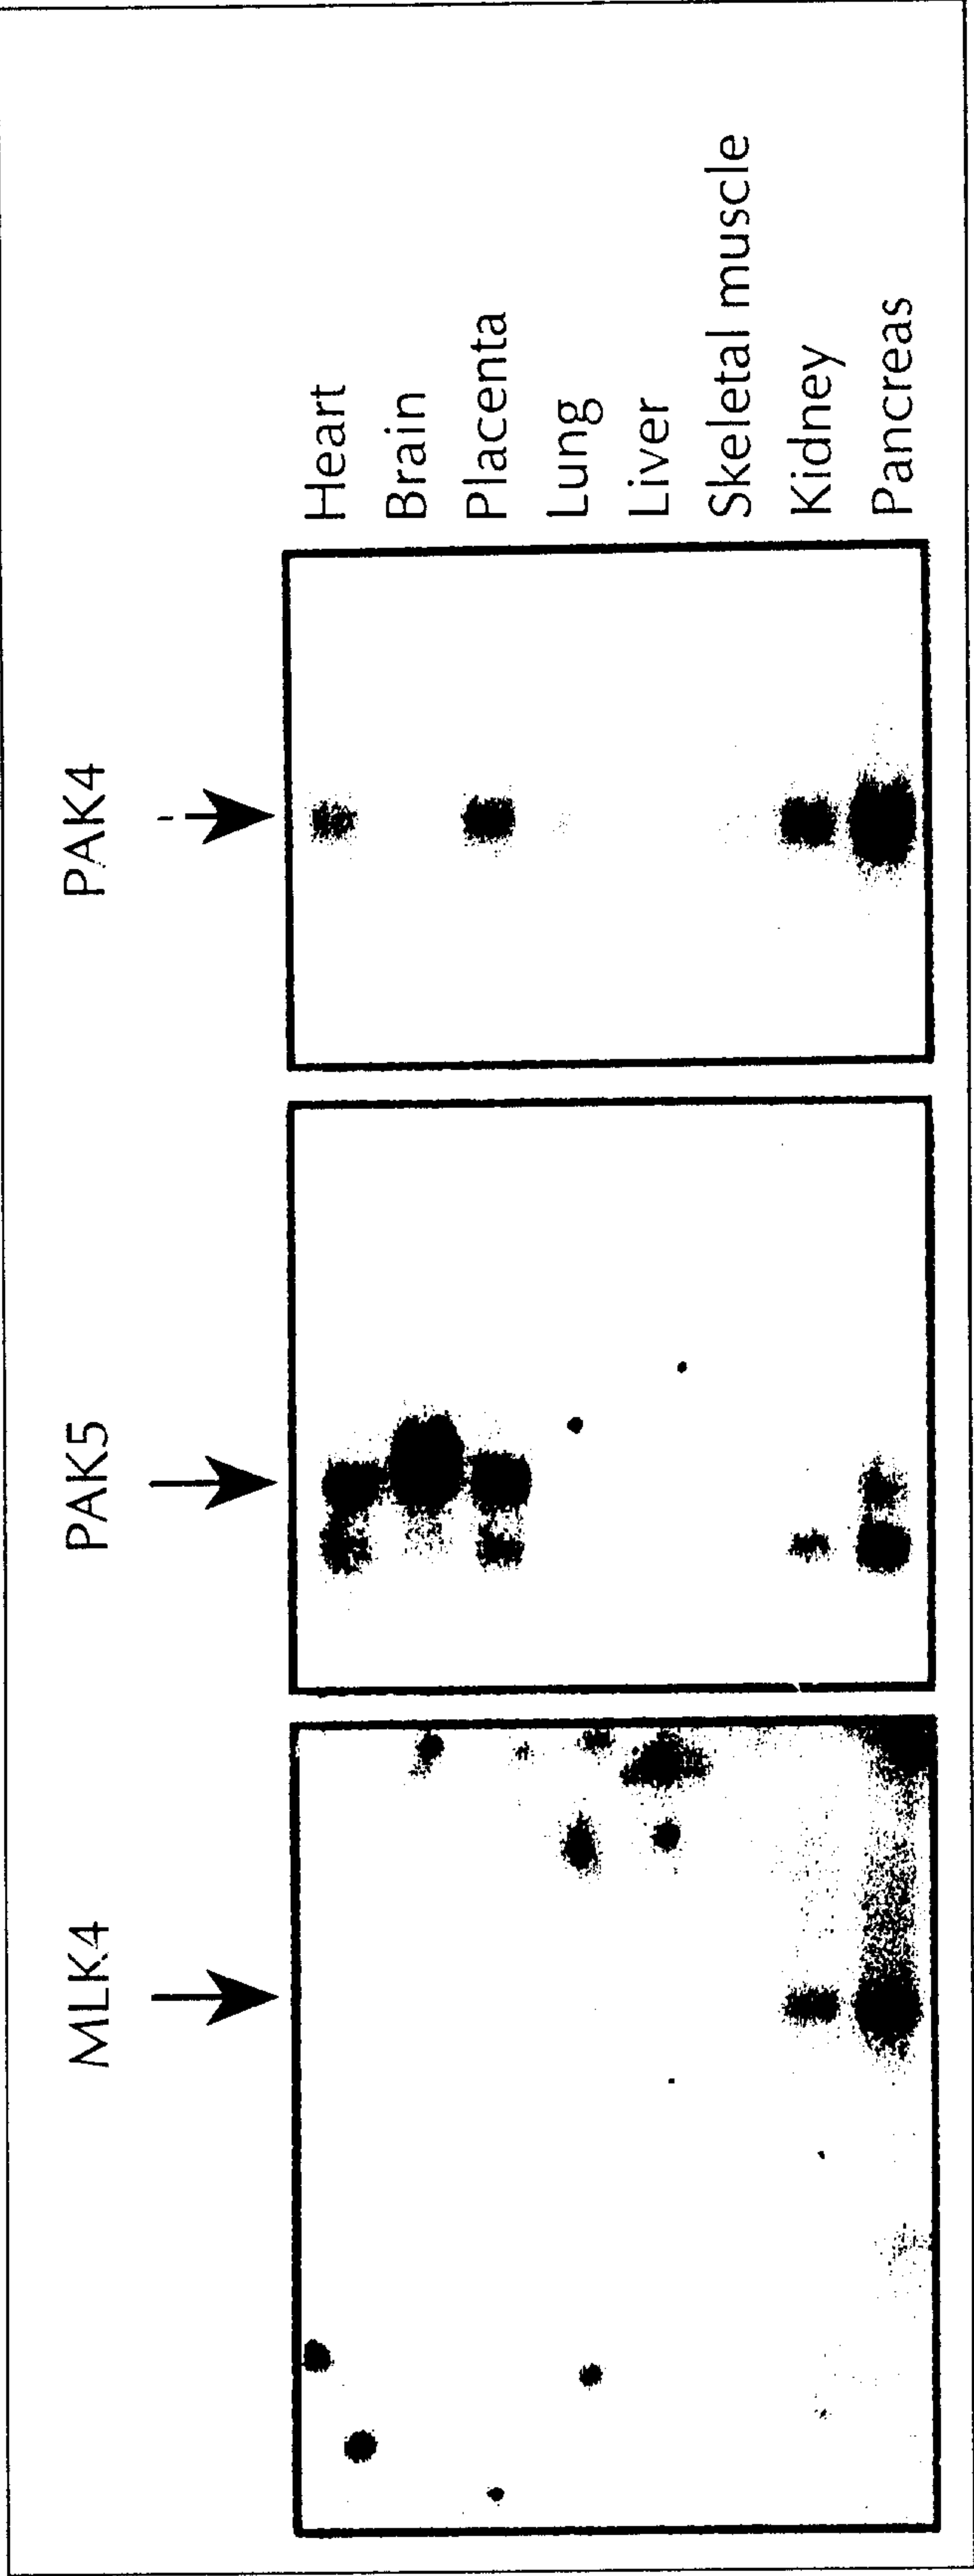 MLK4
PAK5
PAK4
Heart
Brain
Placenta
Lung
Liver
Skeletal muscle
Kidney
Pancreas